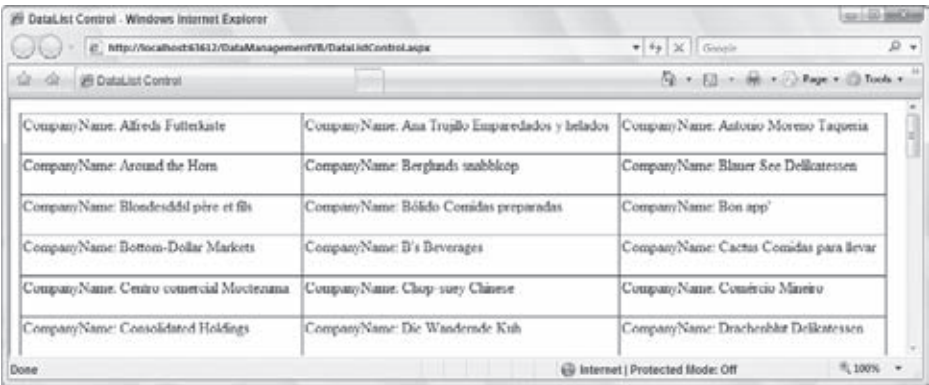 DataList Control - Windows Internet Explorer
http://localhost:61612/DataManagementVB/DataListControl.aspx
Google
DataList Control
Page
Tools
CompanyName: Alfreds Futterkiste
CompanyName: Ana Trujillo Emparedados y helados
CompanyName: Antonio Moreno Taquería
CompanyName: Around the Horn
CompanyName: Berglunds snabbköp
CompanyName: Blauer See Delikatessen
CompanyName: Blondesddsl père et fils
CompanyName: Bólido Comidas preparadas
CompanyName: Bon app'
CompanyName: Bottom-Dollar Markets
CompanyName: B's Beverages
CompanyName: Cactus Comidas para llevar
CompanyName: Centro comercial Moctezuma
CompanyName: Chop-suey Chinese
CompanyName: Comércio Mineiro
CompanyName: Consolidated Holdings
CompanyName: Die Wandernde Kuh
CompanyName: Drachenblut Delikatessen
Done
Internet | Protected Mode: Off
100%